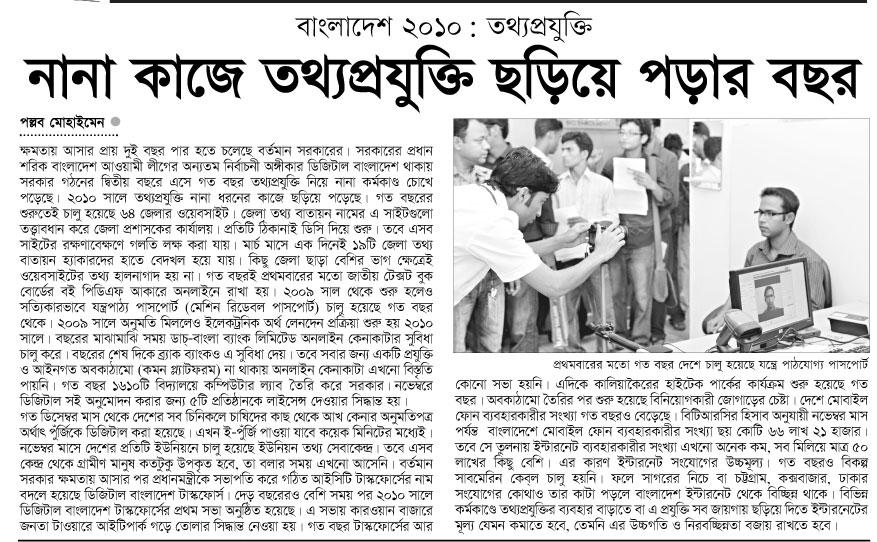 বাংলাদেশ ২০১০ : তথ্যপ্রযুক্তি
নানা কাজে তথ্যপ্রযুক্তি ছড়িয়ে পড়ার বছর
পল্লব মোহাইমেন
ক্ষমতায় আসার প্রায় দুই বছর পার হতে চলেছে বর্তমান সরকারের। সরকারের প্রধান
শরিক বাংলাদেশ আওয়ামী লীগের অন্যতম নির্বাচনী অঙ্গীকার ডিজিটাল বাংলাদেশ থাকায়
সরকার গঠনের দ্বিতীয় বছরে এসে গত বছর তথ্যপ্রযুক্তি নিয়ে নানা কর্মকাণ্ড চোখে
পড়েছে। ২০১০ সালে তথ্যপ্রযুক্তি নানা ধরনের কাজে ছড়িয়ে পড়েছে। গত বছরের
শুরুতেই চালু হয়েছে ৬৪ জেলার ওয়েবসাইট। জেলা তথ্য বাতায়ন নামের এ সাইটগুলো
তত্ত্বাবধান করে জেলা প্রশাসকের কার্যালয়। প্রতিটি ঠিকানাই ডিসি দিয়ে শুরু। তবে এসব
সাইটের রক্ষণাবেক্ষণে গলতি লক্ষ করা যায়। মার্চ মাসে এক দিনেই ১৯টি জেলা তথ্য
বাতায়ন হ্যাকারদের হাতে বেদখল হয়ে যায়। কিছু জেলা ছাড়া বেশির ভাগ ক্ষেত্রেই
ওয়েবসাইটের তথ্য হালনাগাদ হয় না। গত বছরই প্রথমবারের মতো জাতীয় টেক্সট বুক
বোর্ডের বই পিডিএফ আকারে অনলাইনে রাখা হয়। ২০০৯ সাল থেকে শুরু হলেও
সত্যিকারভাবে যন্ত্রপাঠ্য পাসপোর্ট (মেশিন রিডেবল পাসপোর্ট) চালু হয়েছে গত বছর
থেকে। ২০০৯ সালে অনুমতি মিললেও ইলেকট্রনিক অর্থ লেনদেন প্রক্রিয়া শুরু হয় ২০১০
সালে। বছরের মাঝামাঝি সময় ডাচ্-বাংলা ব্যাংক লিমিটেড অনলাইন কেনাকাটার সুবিধা
চালু করে। বছরের শেষ দিকে ব্র্যাক ব্যাংকও এ সুবিধা দেয়। তবে সবার জন্য একটি প্রযুক্তি
ও আইনগত অবকাঠামো (কমন প্ল্যাটফরম) না থাকায় অনলাইন কেনাকাটা এখনো বিস্তৃতি
পায়নি। গত বছর ১৬১০টি বিদ্যালয়ে কম্পিউটার ল্যাব তৈরি করে সরকার। নভেম্বরে
ডিজিটাল সই অনুমোদন করার জন্য ৫টি প্রতিষ্ঠানকে লাইসেন্স দেওয়ার সিদ্ধান্ত হয়।
গত ডিসেম্বর মাস থেকে দেশের সব চিনিকলে চাষিদের কাছ থেকে আখ কেনার অনুমতিপত্র
অর্থাৎ পুঁজিকে ডিজিটাল করা হয়েছে। এখন ই-পুঁর্জি পাওয়া যাবে কয়েক মিনিটের মধ্যেই।
নভেম্বর মাসে দেশের প্রতিটি ইউনিয়নে চালু হয়েছে ইউনিয়ন তথ্য সেবাকেন্দ্র। তবে এসব
কেন্দ্র থেকে গ্রামীণ মানুষ কতটুকু উপকৃত হবে, তা বলার সময় এখনো আসেনি। বর্তমান
সরকার ক্ষমতায় আসার পর প্রধানমন্ত্রীকে সভাপতি করে গঠিত আইসিটি টাস্কফোর্সের নাম
বদলে হয়েছে ডিজিটাল বাংলাদেশ টাস্কফোর্স। দেড় বছরেরও বেশি সময় পর ২০১০ সালে
ডিজিটাল বাংলাদেশ টাস্কফোর্সের প্রথম সভা অনুষ্ঠিত হয়েছে। এ সভায় কারওয়ান বাজারে
জনতা টাওয়ারে আইটিপার্ক গড়ে তোলার সিদ্ধান্ত নেওয়া হয়। গত বছর টাস্কফোর্সের আর
প্রথমবারের মতো গত বছর দেশে চালু হয়েছে যন্ত্রে পাঠযোগ্য পাসপোর্ট
কোনো সভা হয়নি। এদিকে কালিয়াকৈরের হাইটেক পার্কের কার্যক্রম শুরু হয়েছে গত
বছর। অবকাঠামো তৈরির পর শুরু হয়েছে বিনিয়োগকারী জোগাড়ের চেষ্টা। দেশে মোবাইল
ফোন ব্যবহারকারীর সংখ্যা গত বছরও বেড়েছে। বিটিআরসির হিসাব অনুযায়ী নভেম্বর মাস
পর্যন্ত বাংলাদেশে মোবাইল ফোন ব্যবহারকারীর সংখ্যা ছয় কোটি ৬৬ লাখ ২১ হাজার।
তবে সে তুলনায় ইন্টারনেট ব্যবহারকারীর সংখ্যা এখনো অনেক কম, সব মিলিয়ে মাত্র ৫০
লাখের কিছু বেশি। এর কারণ ইন্টারনেট সংযোগের উচ্চমূল্য। গত বছরও বিকল্প
সাবমেরিন কেব্‌ল চালু হয়নি। ফলে সাগরের নিচে বা চট্টগ্রাম, কক্সবাজার, ঢাকার
সংযোগের কোথাও তার কাটা পড়লে বাংলাদেশ ইন্টারনেট থেকে বিচ্ছিন্ন থাকে। বিভিন্ন
কর্মকাণ্ডে তথ্যপ্রযুক্তির ব্যবহার বাড়াতে বা এ প্রযুক্তি সব জায়গায় ছড়িয়ে দিতে ইন্টারনেটের
মূল্য যেমন কমাতে হবে, তেমনি এর উচ্চগতি ও নিরবচ্ছিন্নতা বজায় রাখতে হবে।